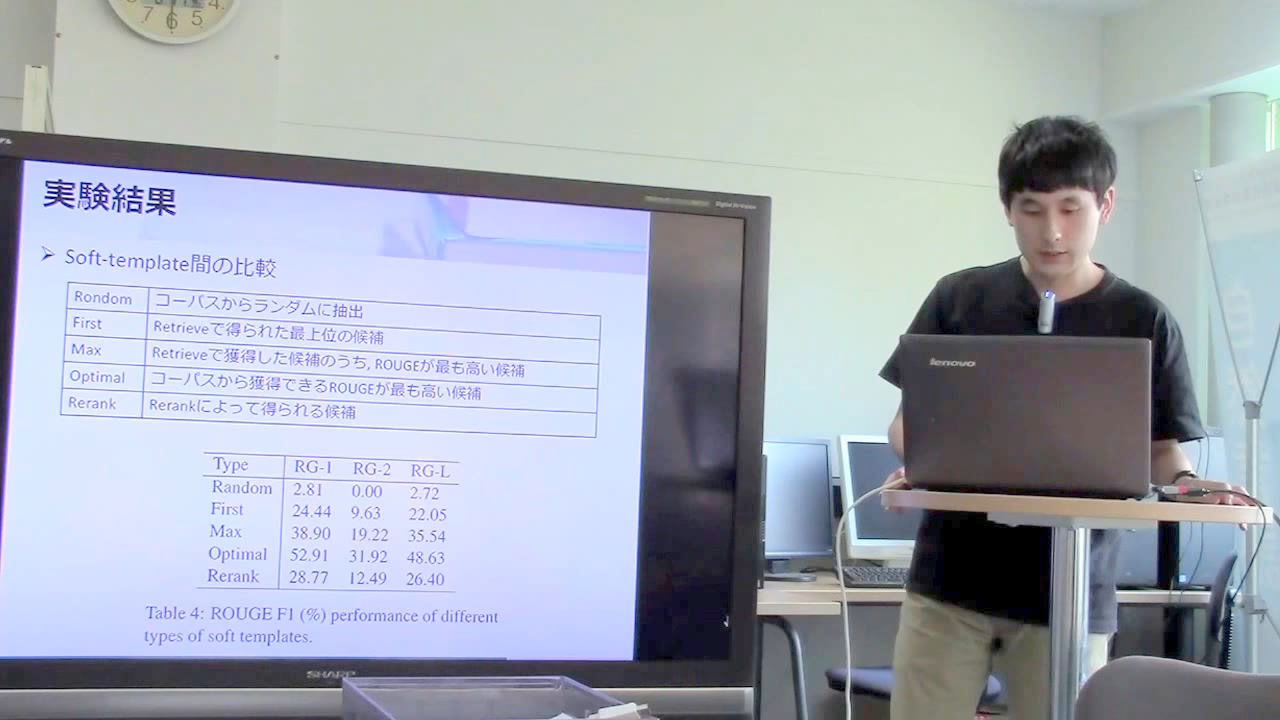 4
7 6 5
実験結果
➢ Soft-template間の比較
Rondom コーパスからランダムに抽出
First Retrieveで得られた最上位の候補
Max Retrieveで獲得した候補のうち, ROUGEが最も高い候補
Optimal コーパスから獲得できるROUGEが最も高い候補
Rerank Rerankによって得られる候補
Type RG-1 RG-2 RG-L
Random 2.81 0.00 2.72
First 24.44 9.63 22.05
Max 38.90 19.22 35.54
Optimal 52.91 31.92 48.63
Rerank 28.77 12.49 26.40
Table 4: ROUGE F1 (%) performance of different
types of soft templates.
SHARP
lenovo